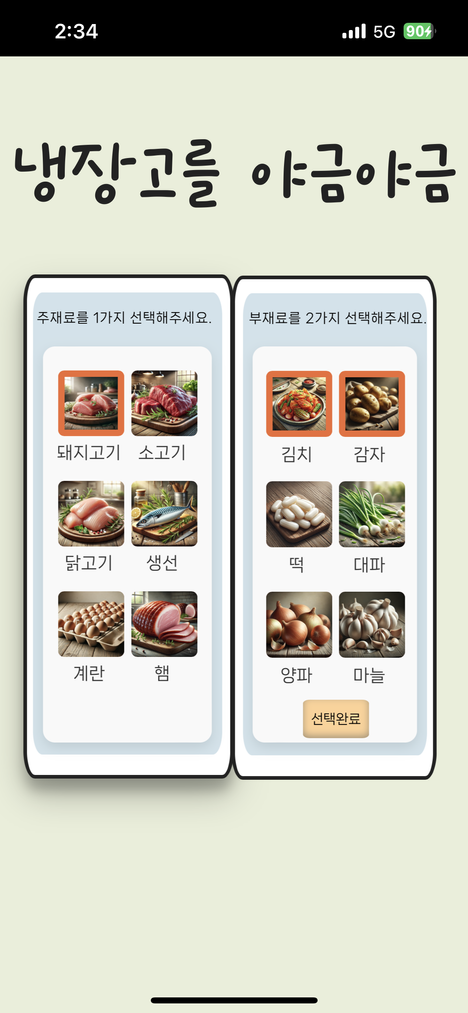 2:34
5G
90
냉장고를 야금야금
주재료를 1가지 선택해주세요.
돼지고기 소고기
닭고기 생선
계란 햄
부재료를 2가지 선택해주세요.
김치 감자
떡 대파
양파 마늘
선택완료